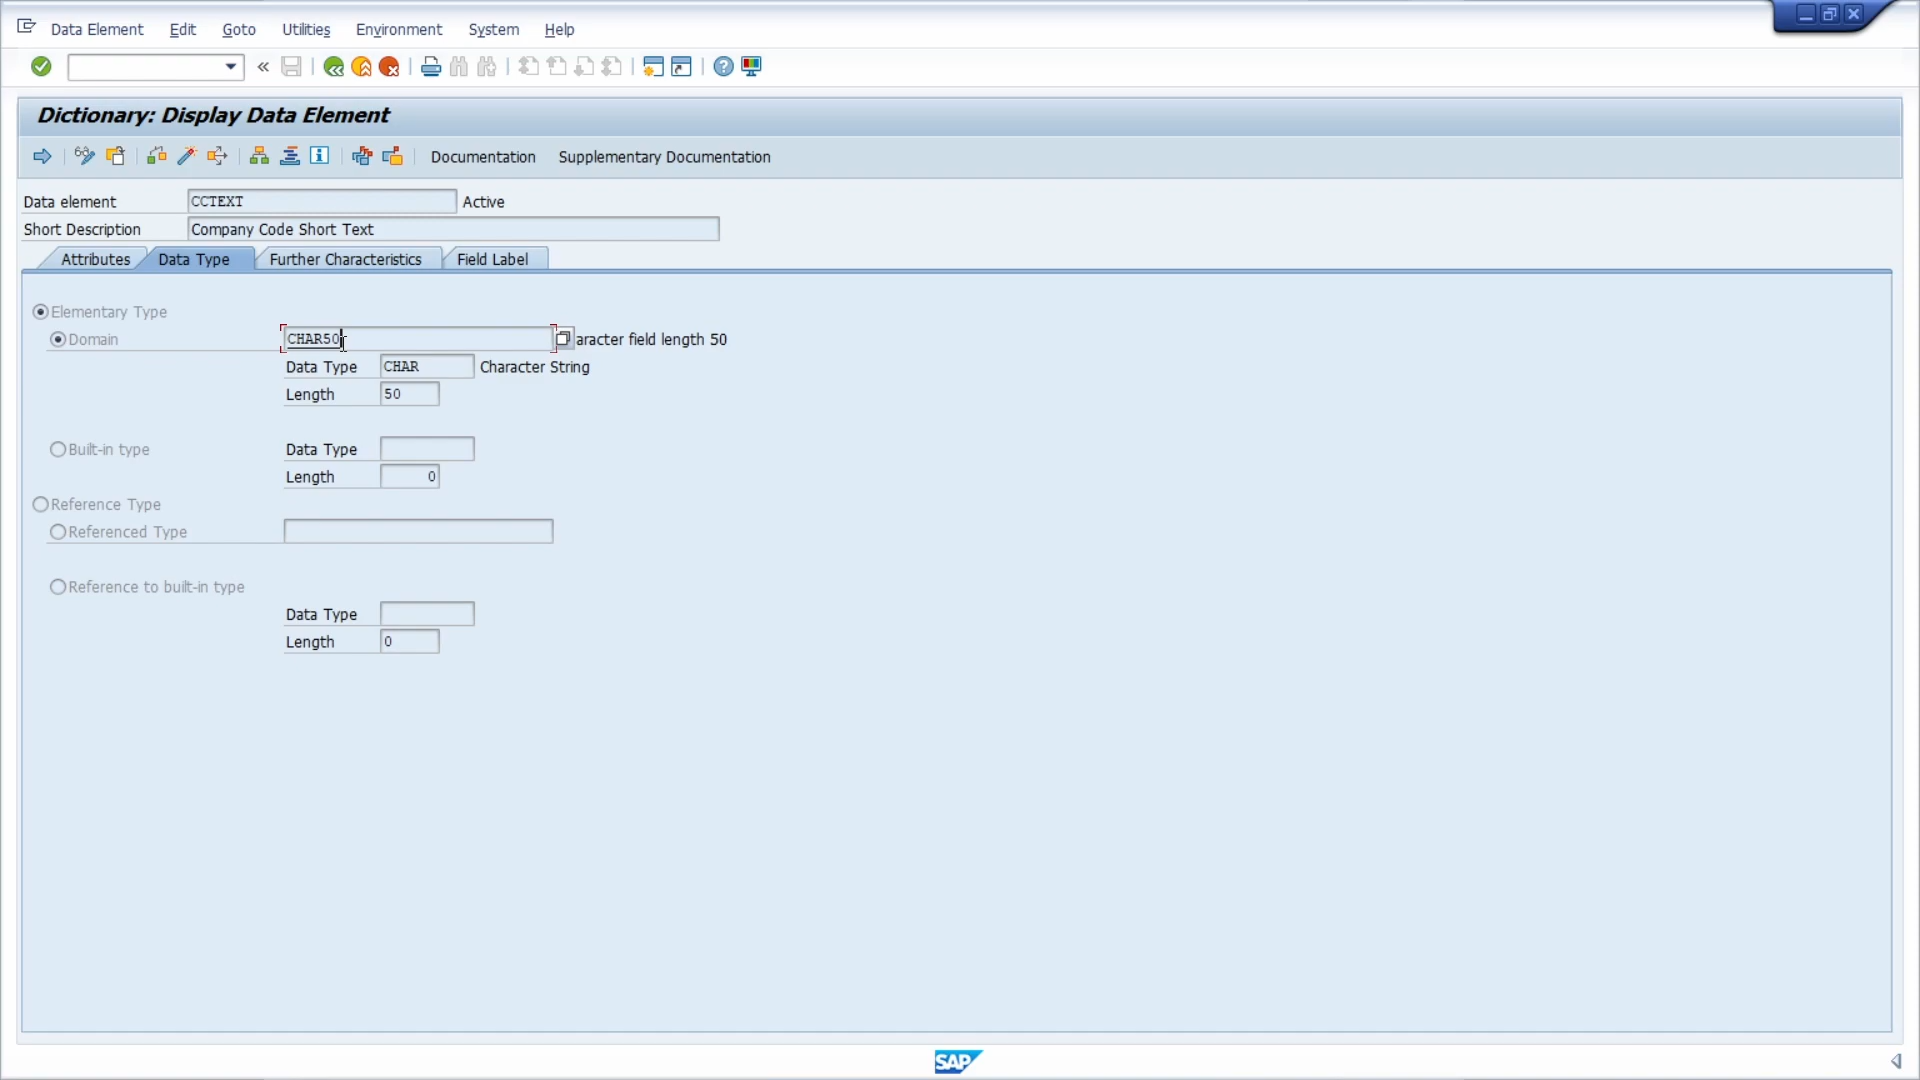 Data Element Edit Goto Utilities Environment System Help
Dictionary: Display Data Element
Documentation Supplementary Documentation
Data element CCTEXT Active
Short Description Company Code Short Text
Attributes Data Type Further Characteristics Field Label
Elementary Type
Domain CHAR50 aracter field length 50
Data Type CHAR Character String
Length 50
Built-in type Data Type
Length 0
Reference Type
Referenced Type
Reference to built-in type
Data Type
Length 0
SAP